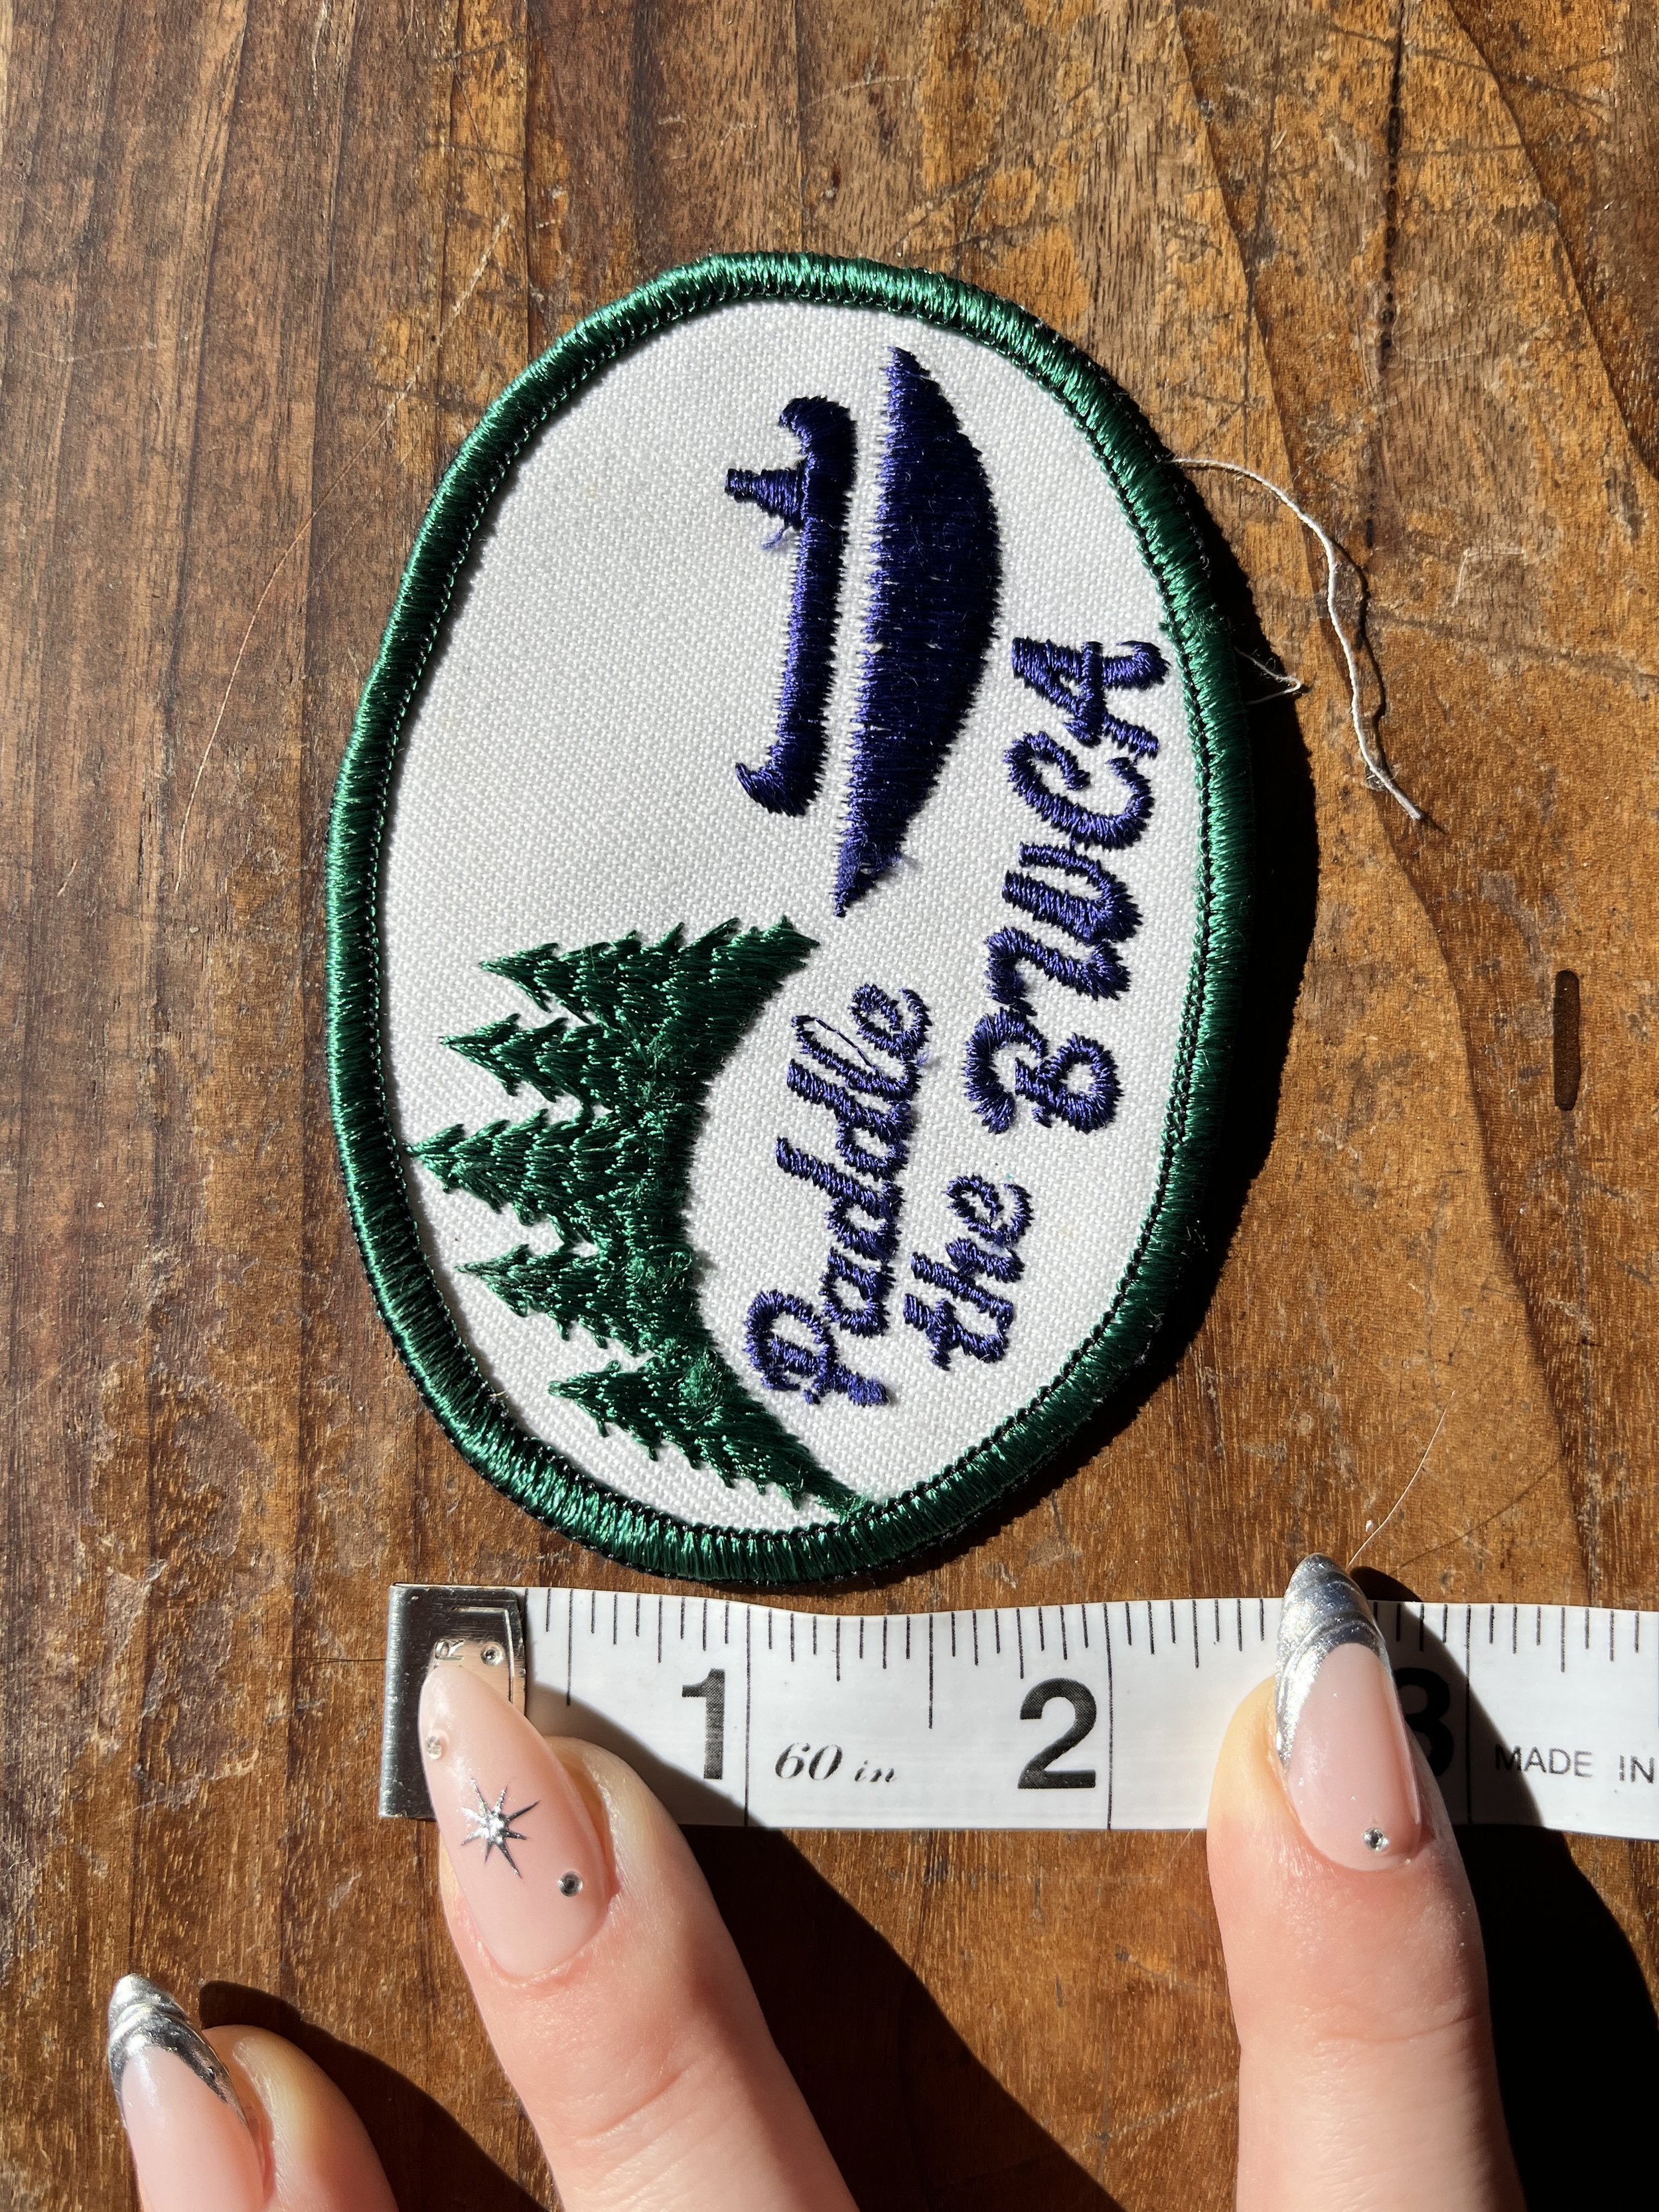 Paddle
the BWCA
1 2 3
60 in
MADE IN